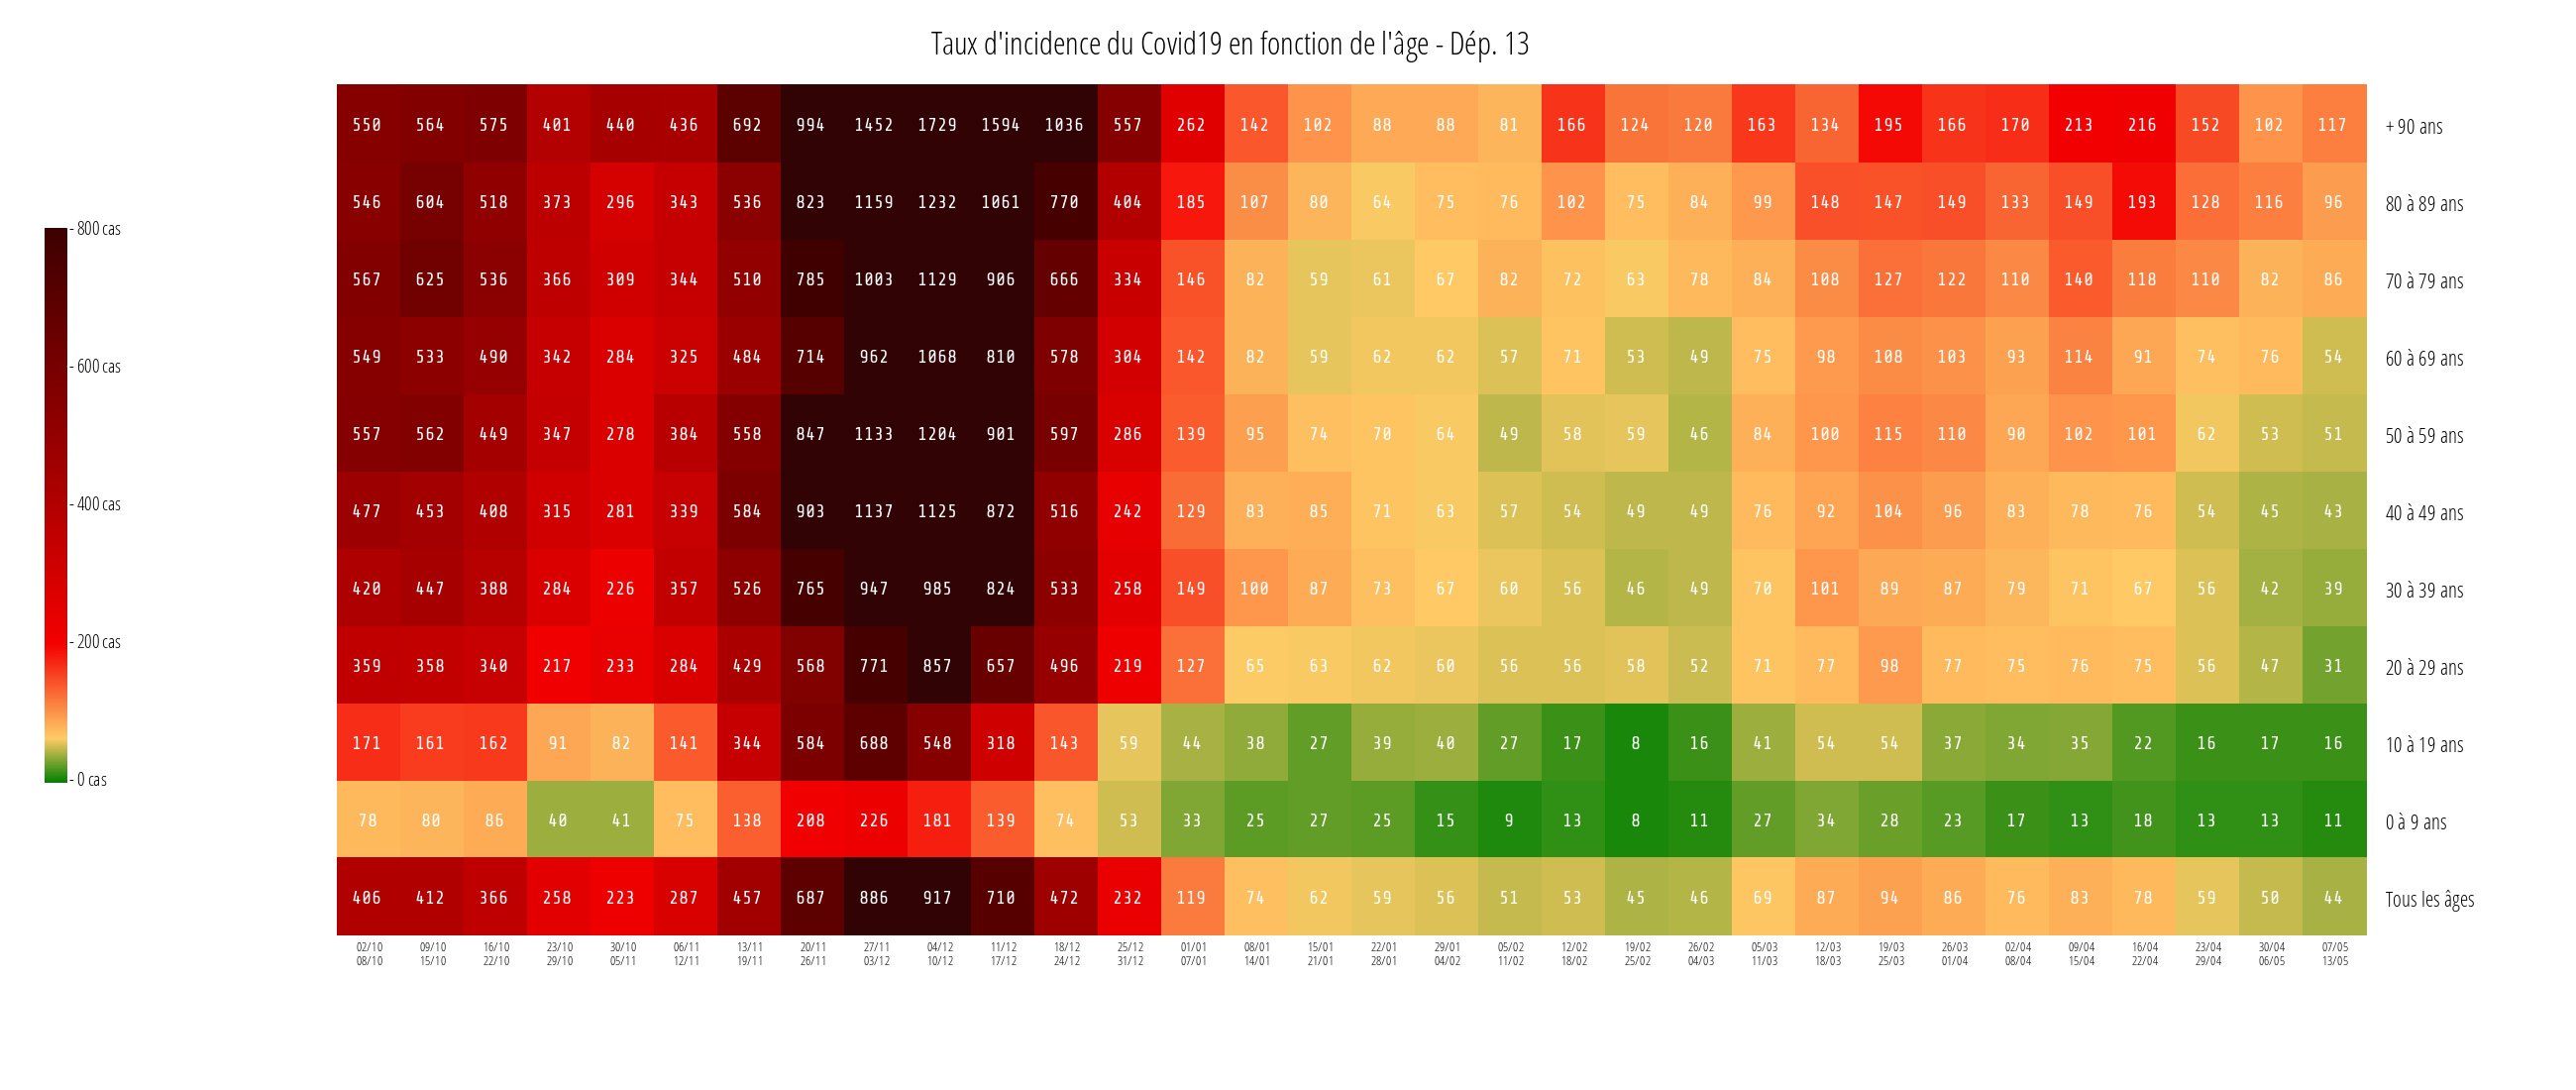 Taux d'incidence du Covid19 en fonction de l'âge - Dép. 13
- 800 cas
- 600 cas
- 400 cas
- 200 cas
- 0 cas
550 564 575 401 440 436 692 994 1452 1729 1594 1036 557 262 142 102 88 88 81 166 124 120 163 134 195 166 170 213 216 152 102 117 + 90 ans
546 604 518 373 296 343 536 823 1159 1232 1061 770 404 185 107 80 64 75 76 102 75 84 99 148 147 149 133 149 193 128 116 96 80 à 89 ans
567 625 536 366 309 344 510 785 1003 1129 906 666 334 146 82 59 61 67 82 72 63 78 84 108 127 122 110 140 118 110 82 86 70 à 79 ans
549 533 490 342 284 325 484 714 962 1068 810 578 304 142 82 59 62 62 57 71 53 49 75 98 108 103 93 114 91 74 76 54 60 à 69 ans
557 562 449 347 278 384 558 847 1133 1204 901 597 286 139 95 74 70 64 49 58 59 46 84 100 115 110 90 102 101 62 53 51 50 à 59 ans
477 453 408 315 281 339 584 903 1137 1125 872 516 242 129 83 85 71 63 57 54 49 49 76 92 104 96 83 78 76 54 45 43 40 à 49 ans
420 447 388 284 226 357 526 765 947 985 824 533 258 149 100 87 73 67 60 56 46 49 70 101 89 87 79 71 67 56 42 39 30 à 39 ans
359 358 340 217 233 284 429 568 771 857 657 496 219 127 65 63 62 60 56 56 58 52 71 77 98 77 75 76 75 56 47 31 20 à 29 ans
171 161 162 91 82 141 344 584 688 548 318 143 59 44 38 27 39 40 27 17 8 16 41 54 54 37 34 35 22 16 17 16 10 à 19 ans
78 80 86 40 41 75 138 208 226 181 139 74 53 33 25 27 25 15 9 13 8 11 27 34 28 23 17 13 18 13 13 11 0 à 9 ans
406 412 366 258 223 287 457 687 886 917 710 472 232 119 74 62 59 56 51 53 45 46 69 87 94 86 76 83 78 59 50 44 Tous les âges
02/10 09/10 16/10 23/10 30/10 06/11 13/11 20/11 27/11 04/12 11/12 18/12 25/12 01/01 08/01 15/01 22/01 29/01 05/02 12/02 19/02 26/02 05/03 12/03 19/03 26/03 02/04 09/04 16/04 23/04 30/04 07/05
08/10 15/10 22/10 29/10 05/11 12/11 19/11 26/11 03/12 10/12 17/12 24/12 31/12 07/01 14/01 21/01 28/01 04/02 11/02 18/02 25/02 04/03 11/03 18/03 25/03 01/04 08/04 15/04 22/04 29/04 06/05 13/05